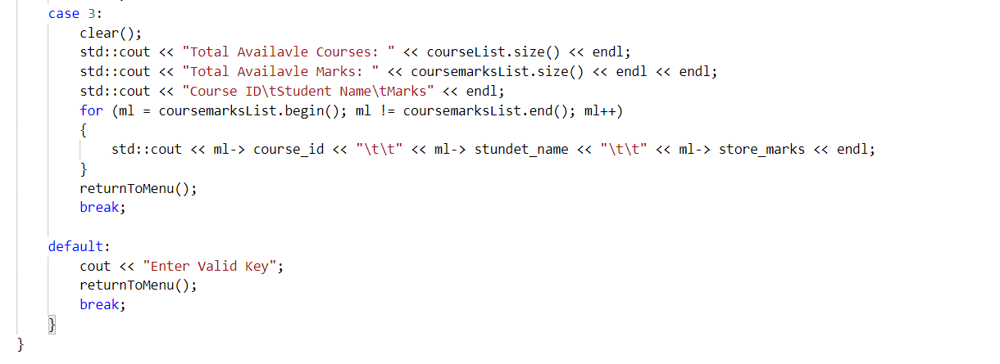 case 3:
clear();
std::cout << "Total Availavle Courses: " << courseList.size() << endl;
std::cout << "Total Availavle Marks: " << coursemarksList.size() << endl << endl;
std::cout << "Course ID\tStudent Name\tMarks" << endl;
for (ml = coursemarksList.begin(); ml != coursemarksList.end(); ml++)
{
std::cout << ml-> course_id << "\t\t" << ml-> stundet_name << "\t\t" << ml-> store_marks << endl;
}
returnToMenu();
break;
default:
cout << "Enter Valid Key";
returnToMenu();
break;
}
}